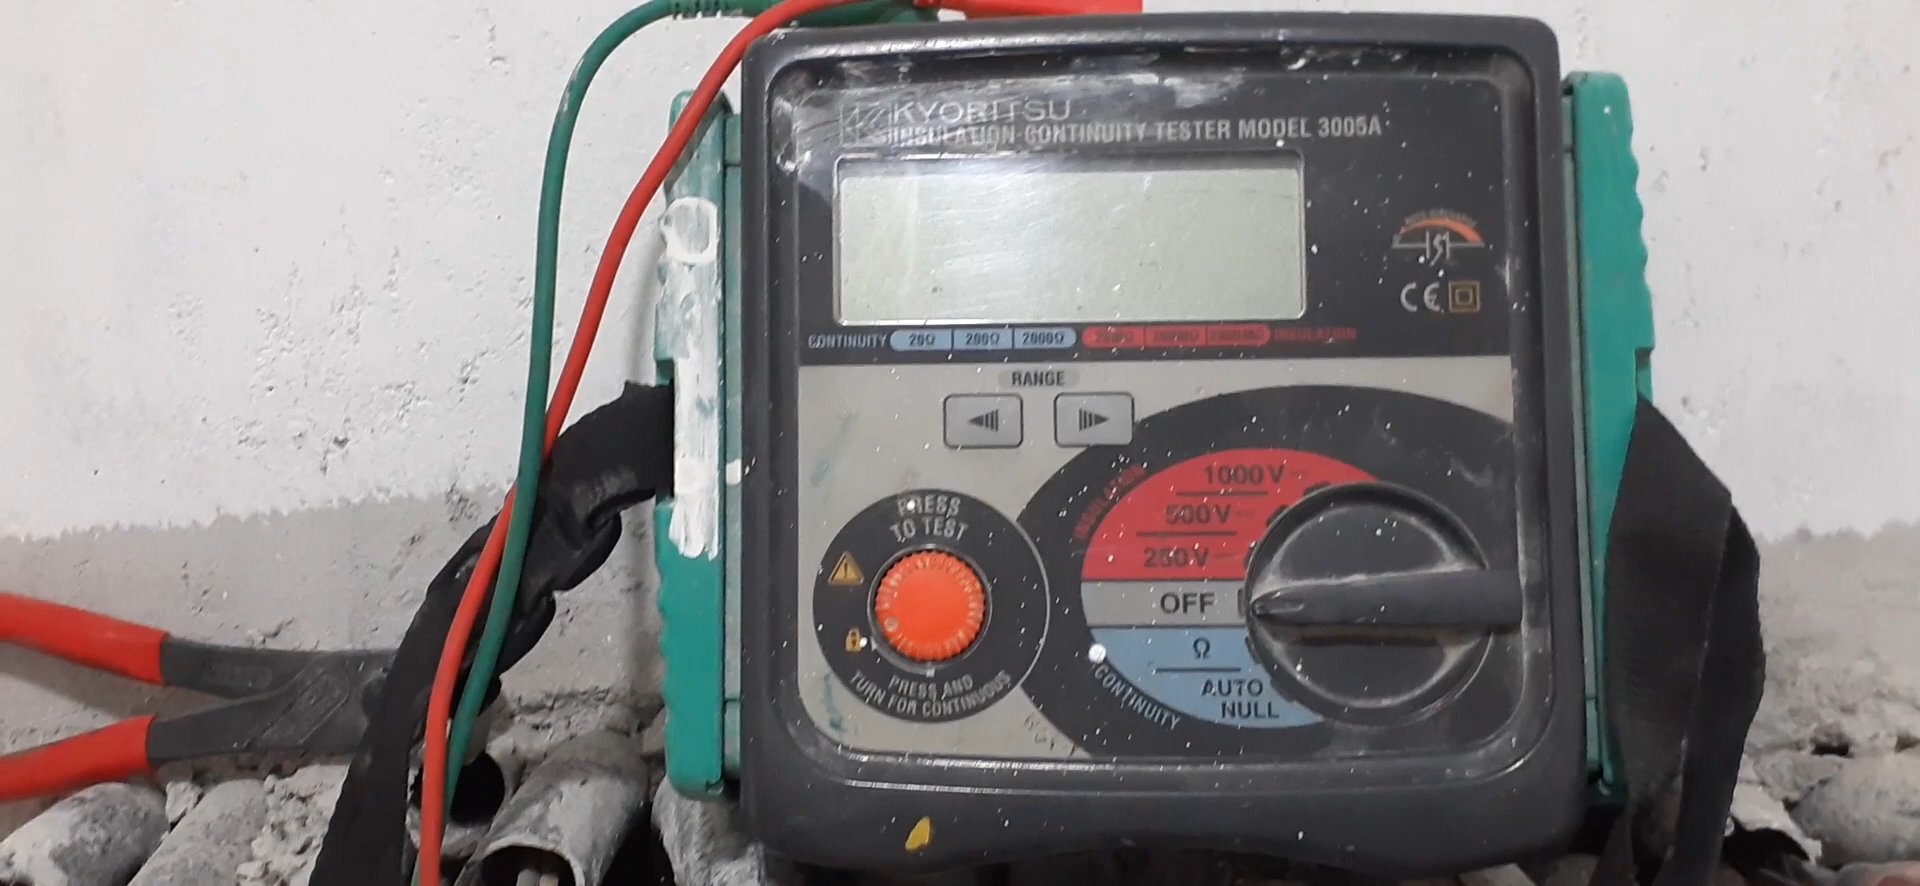 KYORITSU
INSULATION-CONTINUITY TESTER MODEL 3005A
CE
CONTINUITY 20Ω 200Ω 2000Ω INSULATION
RANGE
INSULATION
1000V
500V
250V
OFF
Ω
AUTO
NULL
CONTINUITY
PRESS
TO TEST
PRESS AND
TURN FOR CONTINUOUS